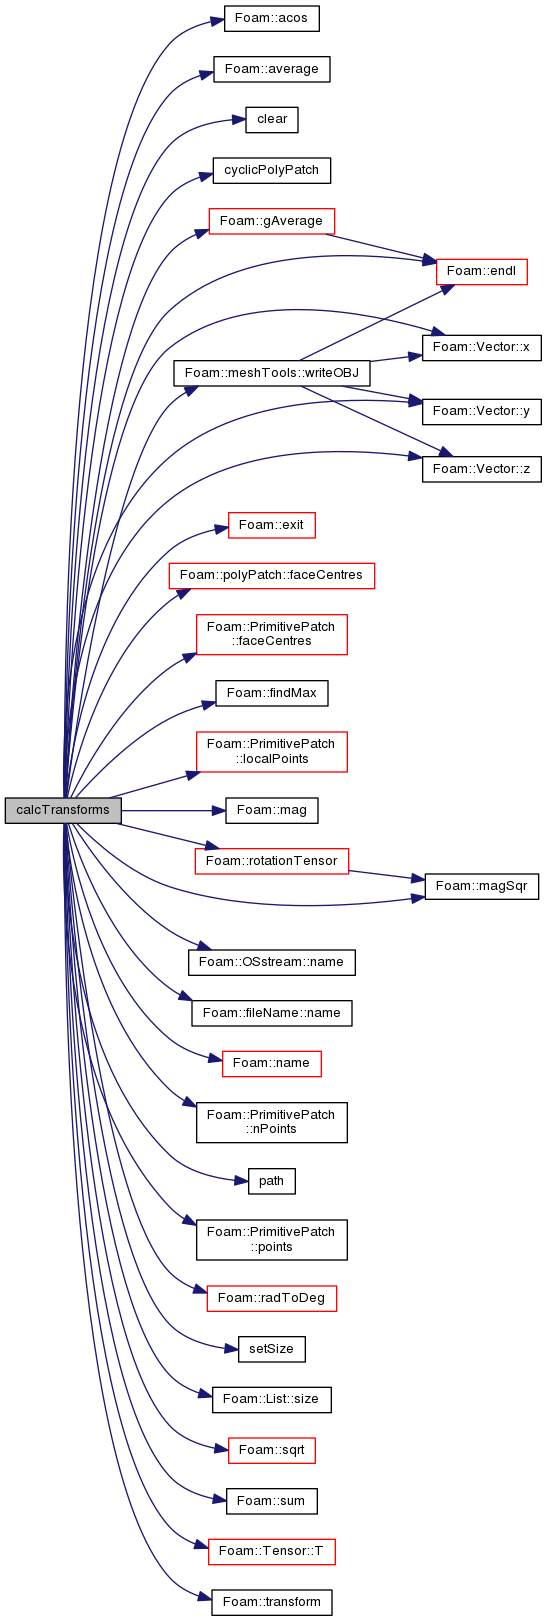 Foam::acos
Foam::average
clear
cyclicPolyPatch
Foam::gAverage
Foam::endl
Foam::Vector::x
Foam::meshTools::writeOBJ
Foam::Vector::y
Foam::Vector::z
Foam::exit
Foam::polyPatch::faceCentres
Foam::PrimitivePatch
::faceCentres
Foam::findMax
Foam::PrimitivePatch
::localPoints
calcTransforms
Foam::mag
Foam::rotationTensor
Foam::magSqr
Foam::OSstream::name
Foam::fileName::name
Foam::name
Foam::PrimitivePatch
::nPoints
path
Foam::PrimitivePatch
::points
Foam::radToDeg
setSize
Foam::List::size
Foam::sqrt
Foam::sum
Foam::Tensor::T
Foam::transform